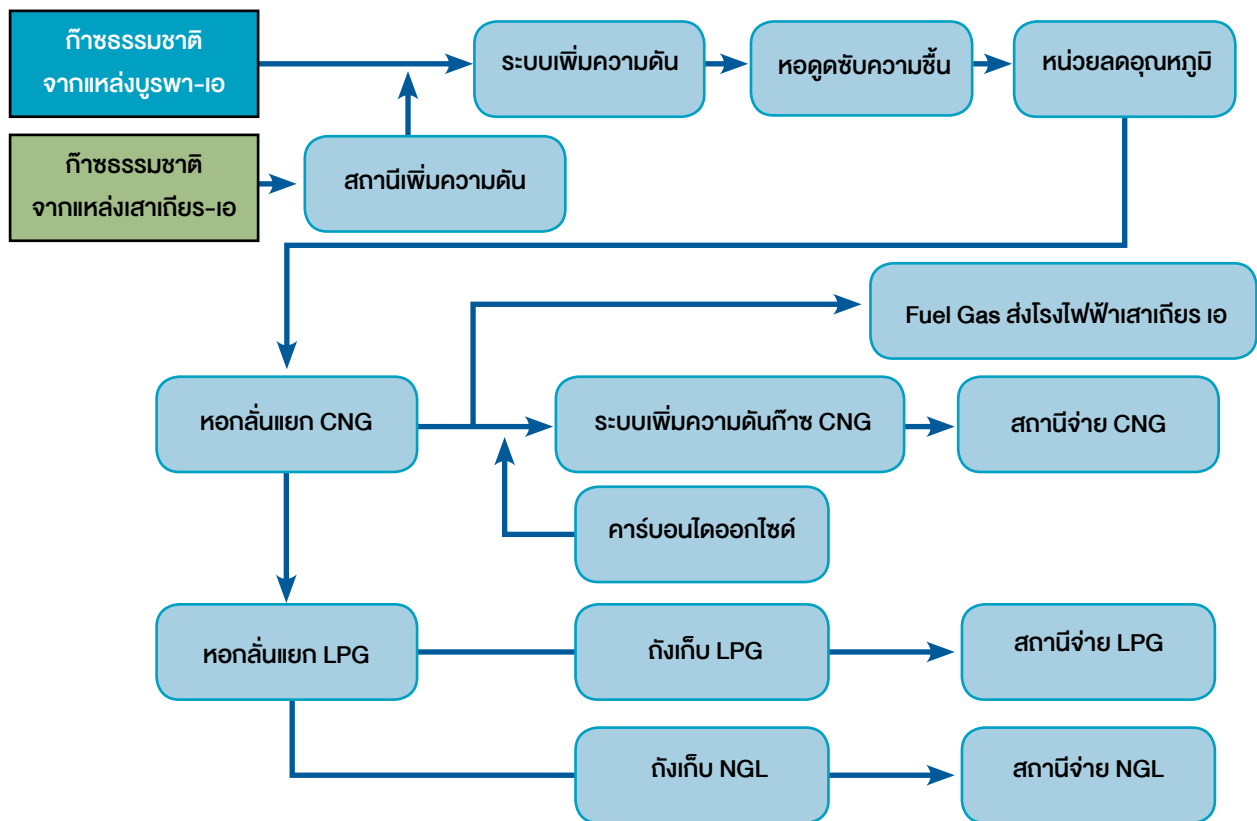 ก๊าซธรรมชาติ
จากแหล่งบูรพา-เอ
ระบบเพิ่มความดัน
หอดูดซับความชื้น
หน่วยลดอุณหภูมิ
ก๊าซธรรมชาติ
จากแหล่งเสาเถียร-เอ
สถานีเพิ่มความดัน
Fuel Gas ส่งโรงไฟฟ้าเสาเถียร เอ
หอกลั่นแยก CNG
ระบบเพิ่มความดันก๊าซ CNG
สถานีจ่าย CNG
คาร์บอนไดออกไซด์
หอกลั่นแยก LPG
ถังเก็บ LPG
สถานีจ่าย LPG
ถังเก็บ NGL
สถานีจ่าย NGL